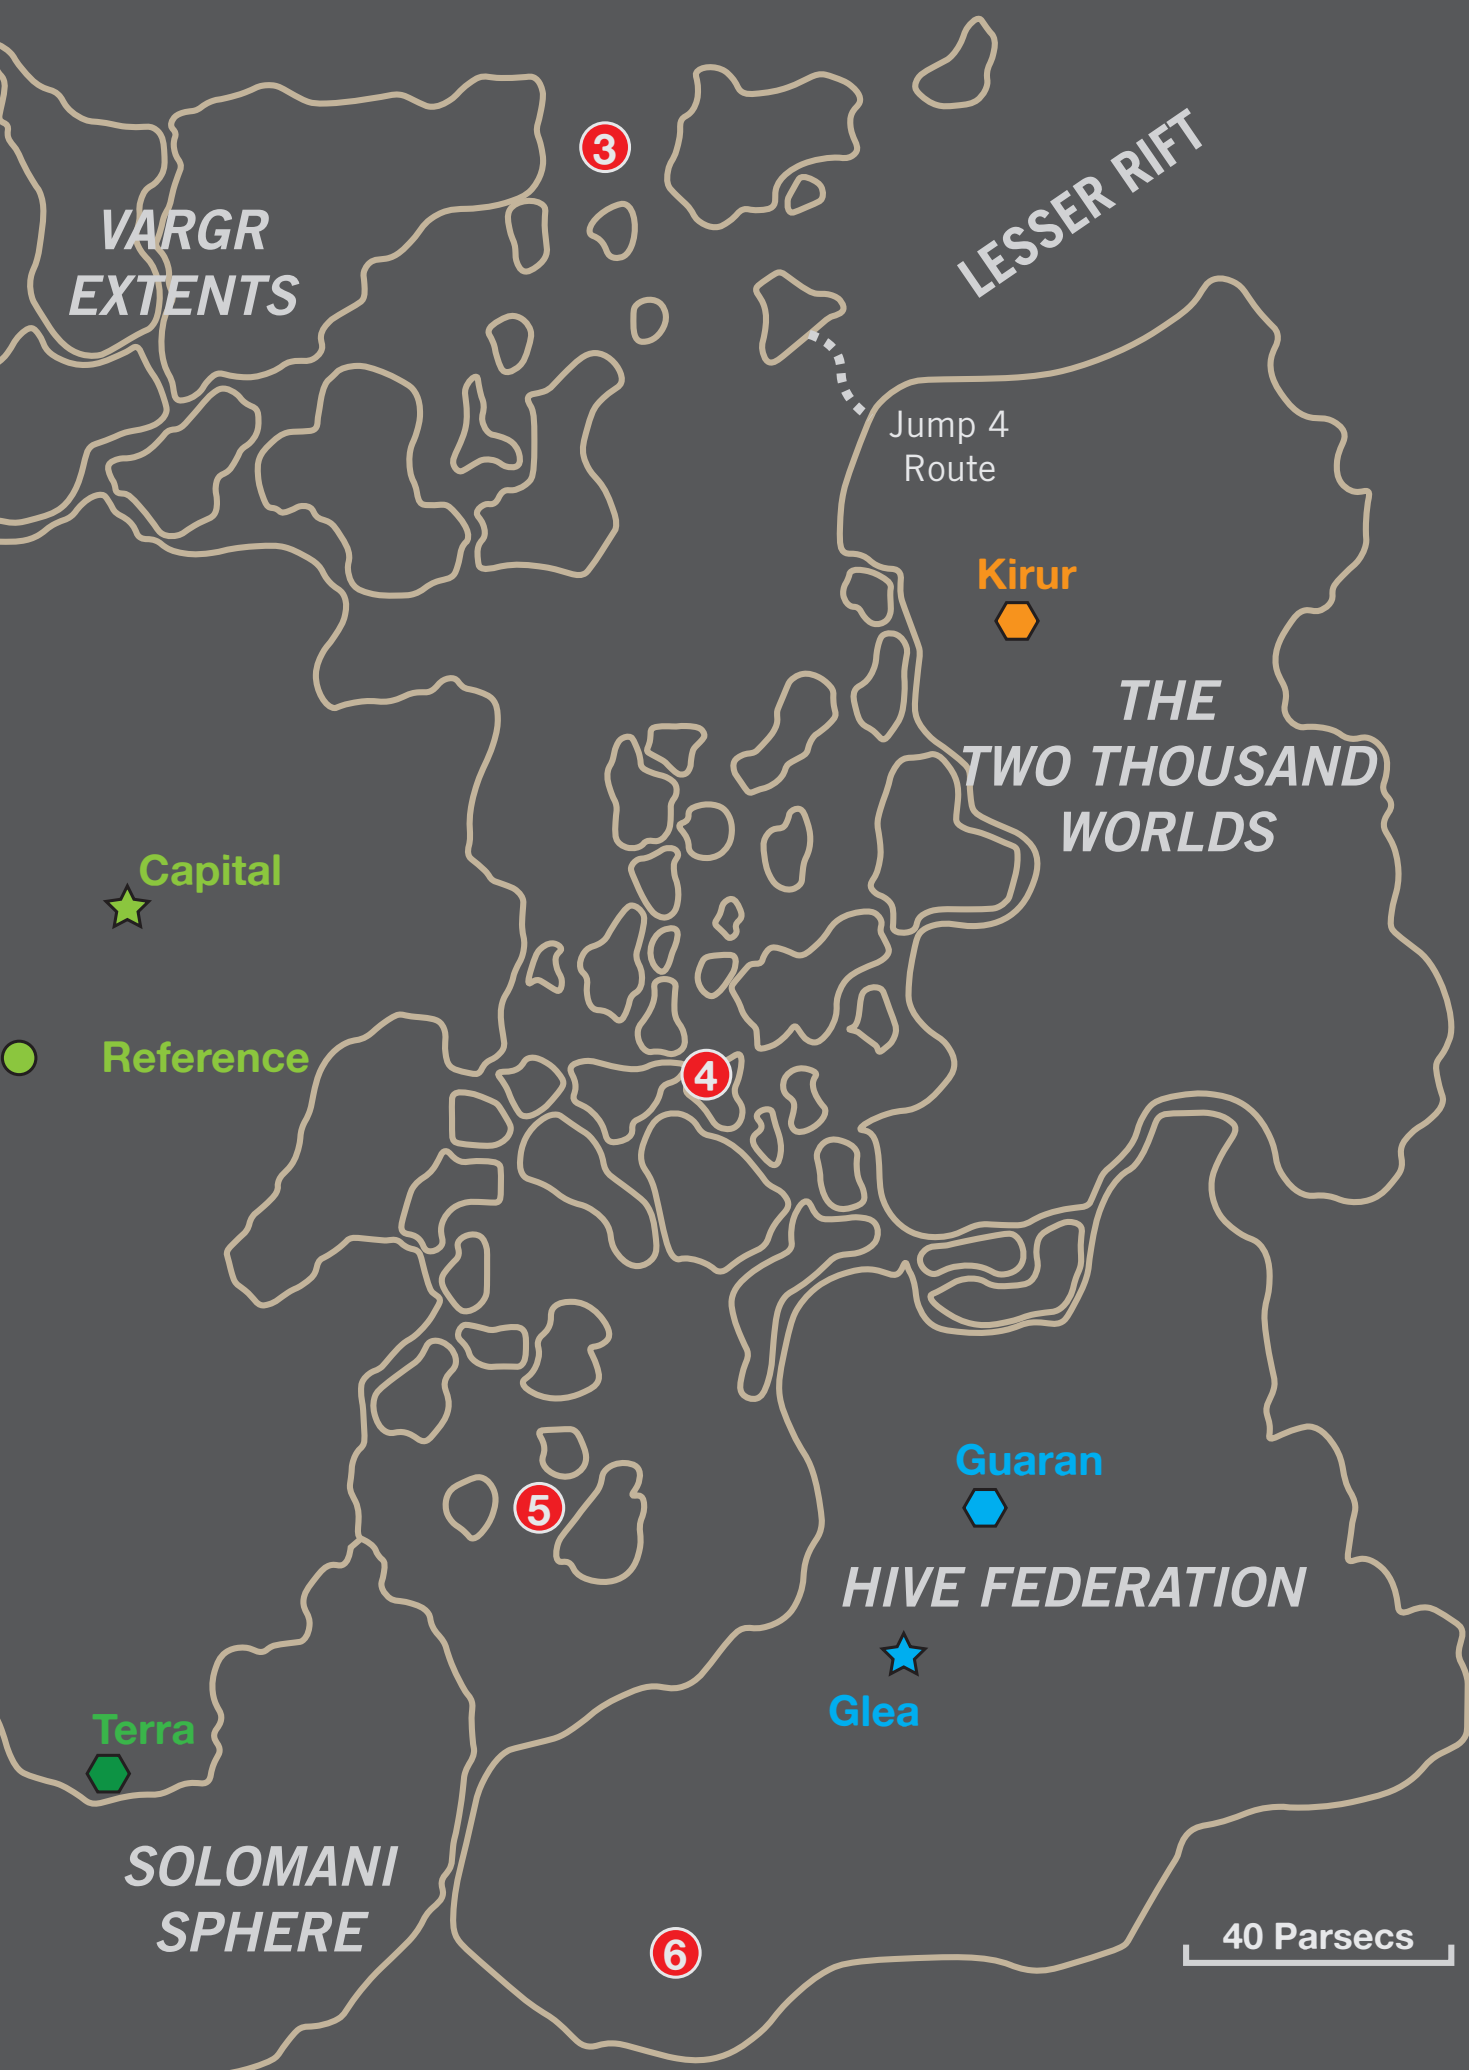 3
LESSER RIFT
VARGR
EXTENTS
Jump 4
Route
Kirur
THE
TWO THOUSAND
WORLDS
Capital
Reference
4
Guaran
5
HIVE FEDERATION
Glea
Terra
SOLOMANI
SPHERE
6
40 Parsecs